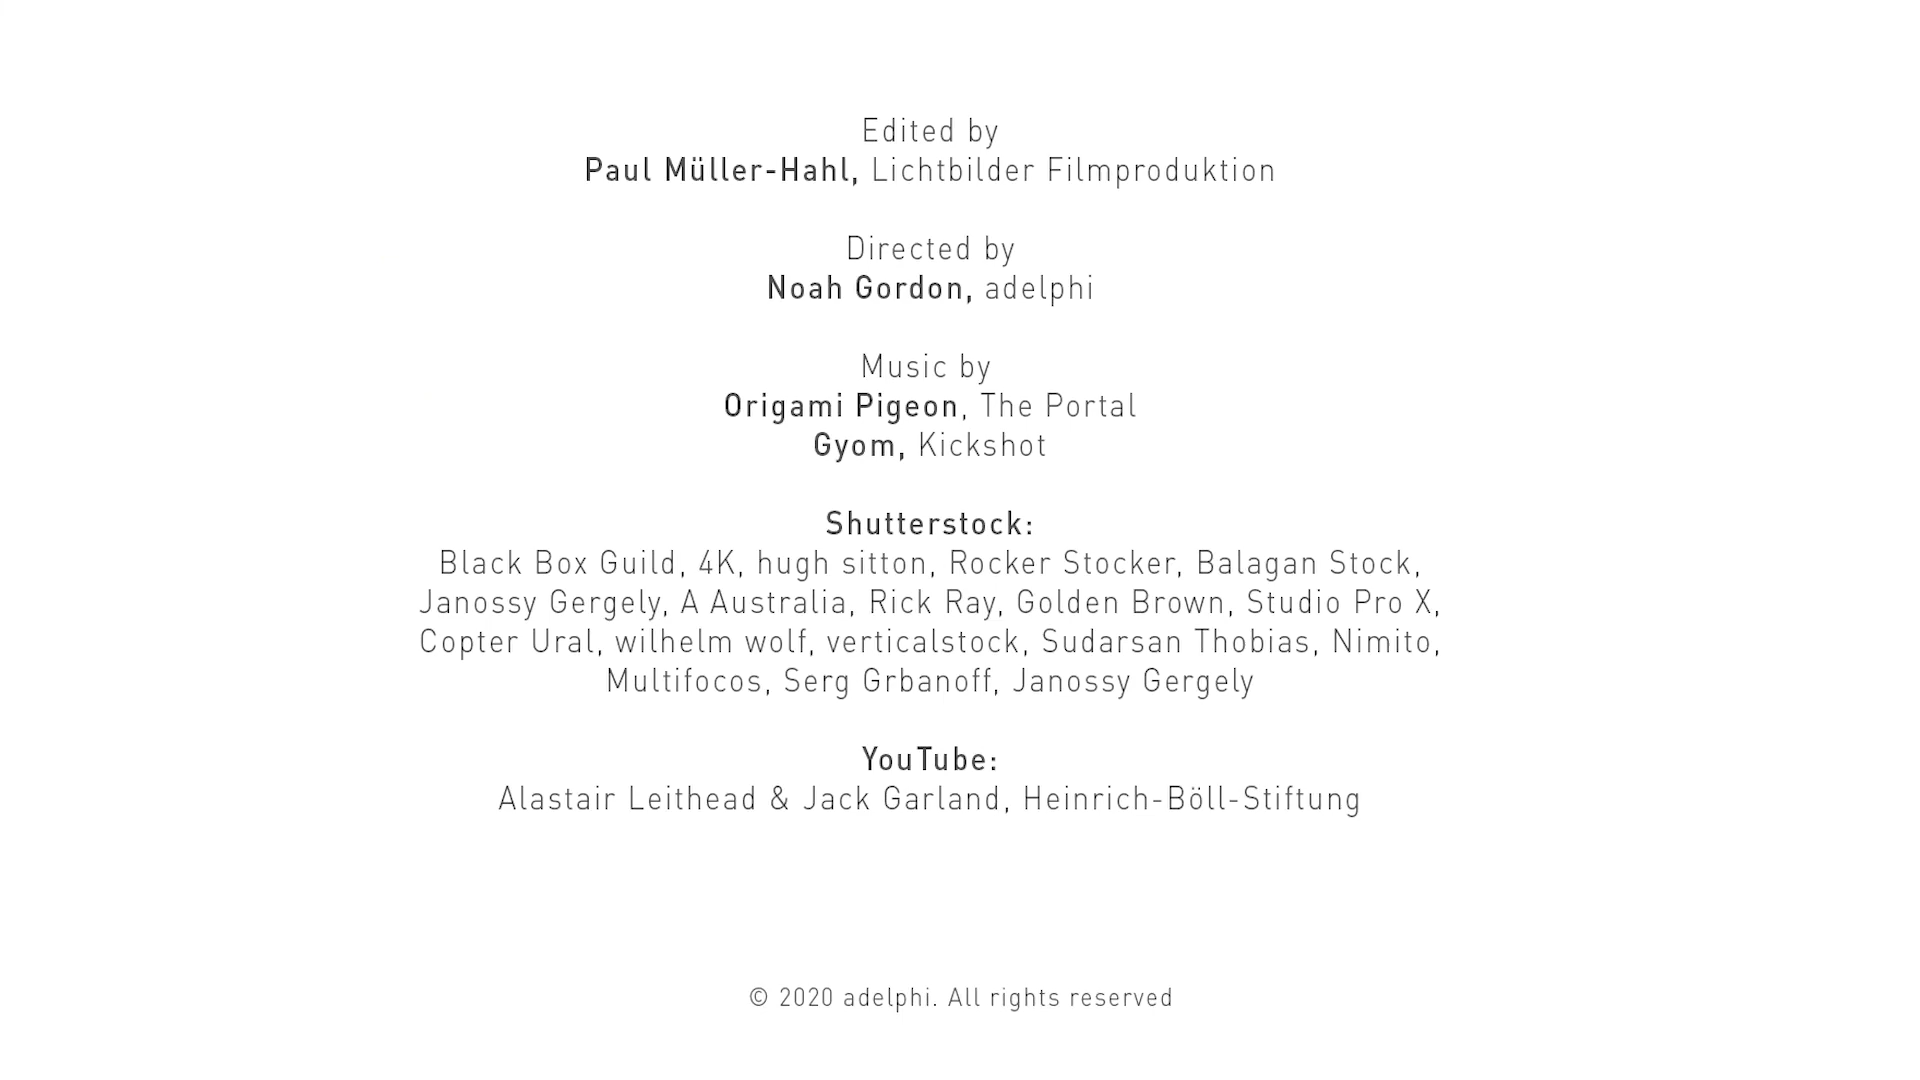 Edited by
Paul Müller-Hahl, Lichtbilder Filmproduktion
Directed by
Noah Gordon, adelphi
Music by
Origami Pigeon, The Portal
Gyom, Kickshot
Shutterstock:
Black Box Guild, 4K, hugh sitton, Rocker Stocker, Balagan Stock,
Janossy Gergely, A Australia, Rick Ray, Golden Brown, Studio Pro X,
Copter Ural, wilhelm wolf, verticalstock, Sudarsan Thobias, Nimito,
Multifocos, Serg Grbanoff, Janossy Gergely
YouTube:
Alastair Leithead & Jack Garland, Heinrich-Böll-Stiftung
© 2020 adelphi. All rights reserved